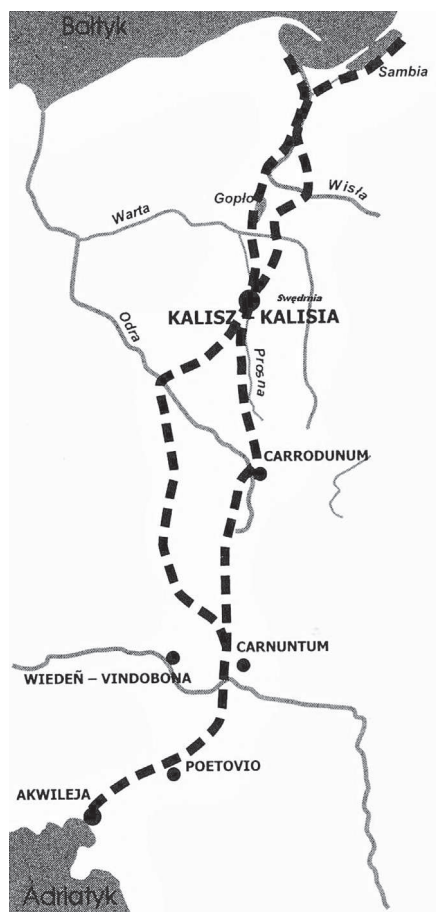 Bałtyk
Sambia
Gopło
Wisła
Warta
Swędrnia
KALISZ – KALISIA
Odra
Prosna
CARRODUNUM
CARNUNTUM
WIEDEŃ – VINDOBONA
POETOVIO
AKWILEJA
Adriatyk